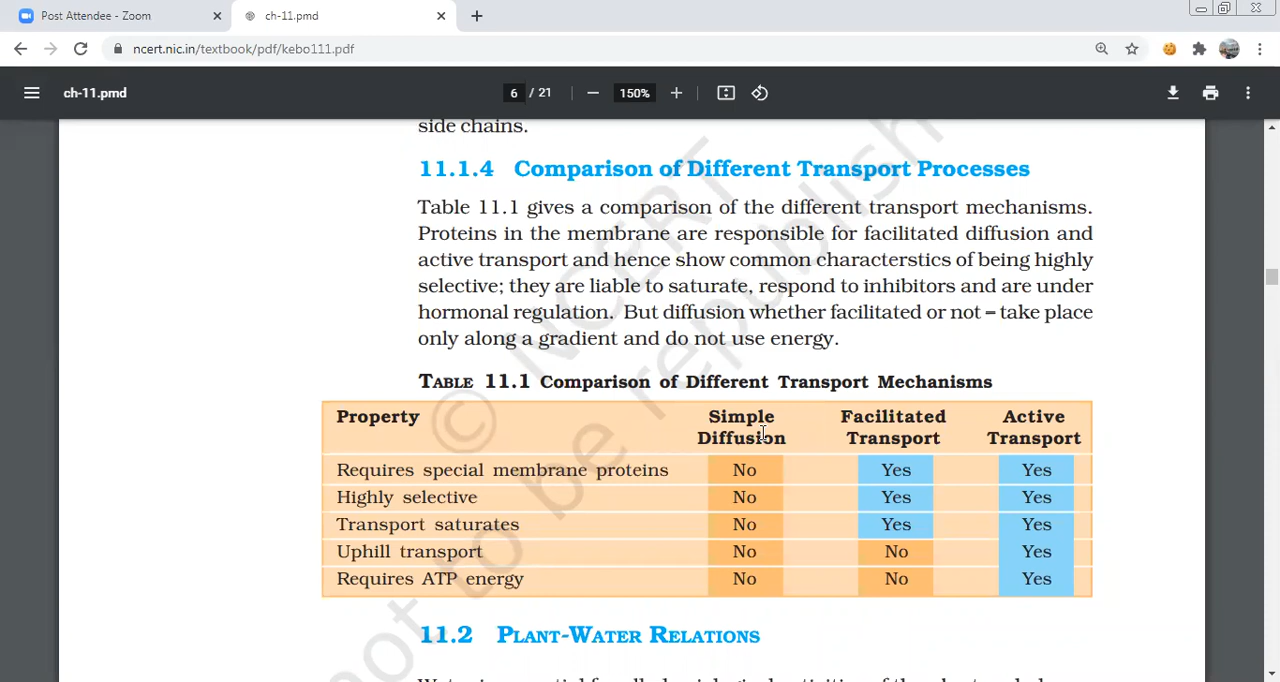 Post Attendee - Zoom
ch-11.pmd
ncert.nic.in/textbook/pdf/kebo111.pdf
ch-11.pmd
6 / 21
150%
side chains.
11.1.4 Comparison of Different Transport Processes
Table 11.1 gives a comparison of the different transport mechanisms.
Proteins in the membrane are responsible for facilitated diffusion and
active transport and hence show common characterstics of being highly
selective; they are liable to saturate, respond to inhibitors and are under
hormonal regulation. But diffusion whether facilitated or not – take place
only along a gradient and do not use energy.
TABLE 11.1 Comparison of Different Transport Mechanisms
Property Simple Diffusion Facilitated Transport Active Transport
Requires special membrane proteins No Yes Yes
Highly selective No Yes Yes
Transport saturates No Yes Yes
Uphill transport No No Yes
Requires ATP energy No No Yes
11.2 PLANT-WATER RELATIONS
© NCERT
not to be republish